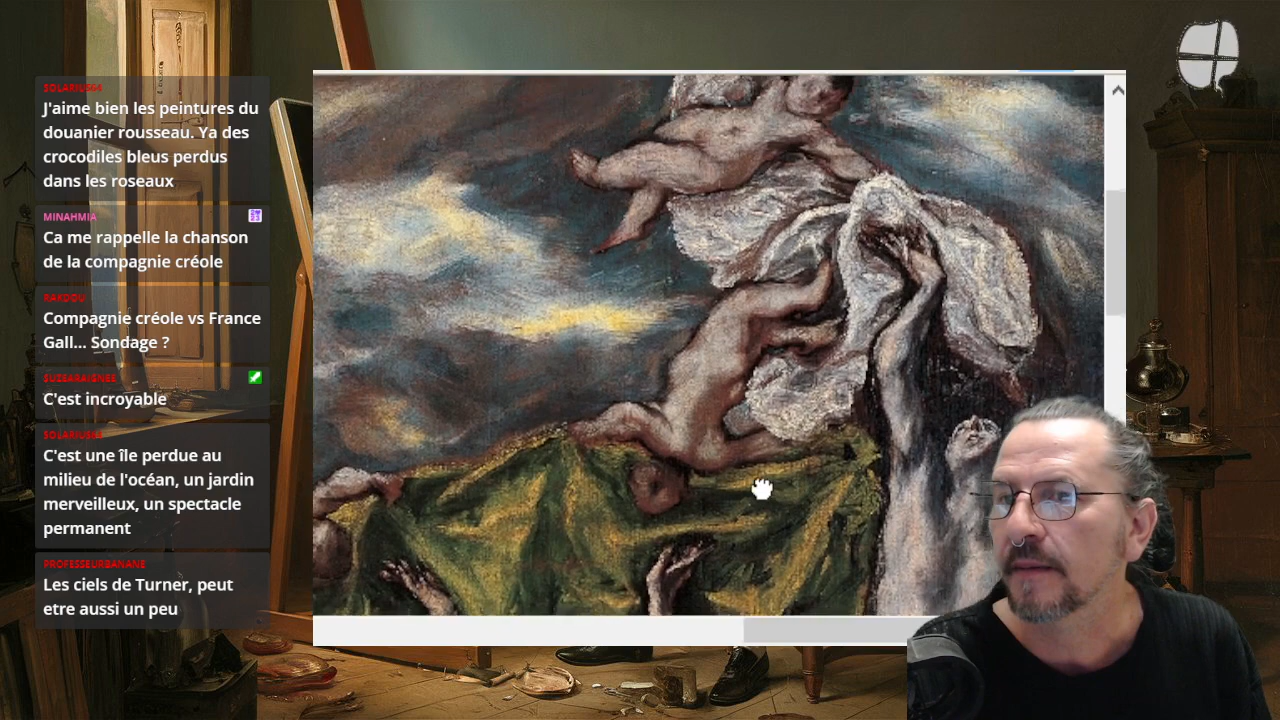 SOLARIUS66
J'aime bien les peintures du
douanier rousseau. Ya des
crocodiles bleus perdus
dans les roseaux
MINAHMIA
Ca me rappelle la chanson
de la compagnie créole
RAKDOU
Compagnie créole vs France
Gall... Sondage ?
SUZEARAIGNEE
C'est incroyable
C'est une île perdue au
milieu de l'océan, un jardin
merveilleux, un spectacle
permanent
PROFESSEURBANANE
Les ciels de Turner, peut
etre aussi un peu